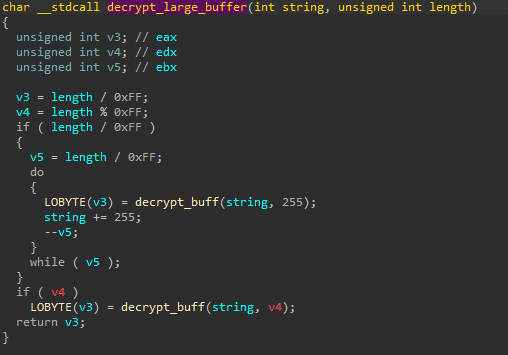 char __stdcall decrypt_large_buffer(int string, unsigned int length)
{
  unsigned int v3; // eax
  unsigned int v4; // edx
  unsigned int v5; // ebx

  v3 = length / 0xFF;
  v4 = length % 0xFF;
  if ( length / 0xFF )
  {
    v5 = length / 0xFF;
    do
    {
      LOBYTE(v3) = decrypt_buff(string, 255);
      string += 255;
      --v5;
    }
    while ( v5 );
  }
  if ( v4 )
    LOBYTE(v3) = decrypt_buff(string, v4);
  return v3;
}